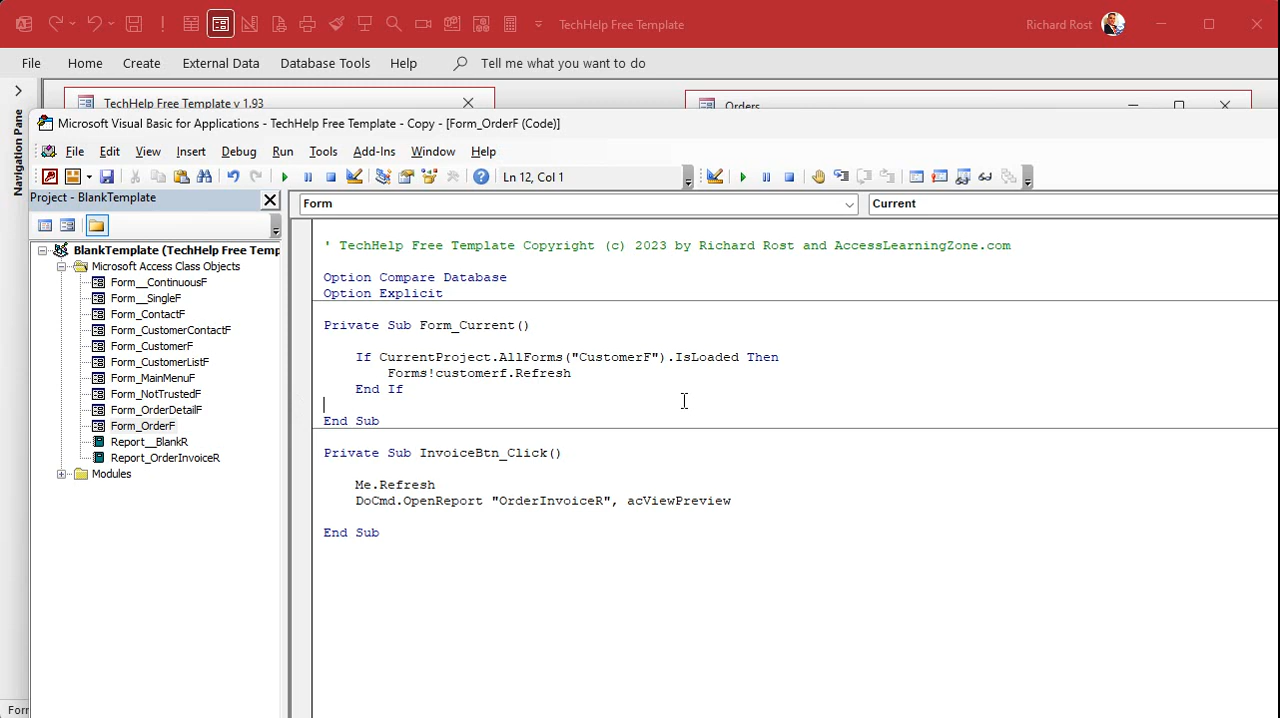 TechHelp Free Template
Richard Rost
File Home Create External Data Database Tools Help Tell me what you want to do
Navigation Pane
TechHelp Free Template v 1.93
Orders
Microsoft Visual Basic for Applications - TechHelp Free Template - Copy - [Form_OrderF (Code)]
File Edit View Insert Debug Run Tools Add-Ins Window Help
Ln 12, Col 1
Project - BlankTemplate
Form
Current
BlankTemplate (TechHelp Free Temp
Microsoft Access Class Objects
Form__ContinuousF
Form__SingleF
Form_ContactF
Form_CustomerContactF
Form_CustomerF
Form_CustomerListF
Form_MainMenuF
Form_NotTrustedF
Form_OrderDetailF
Form_OrderF
Report__BlankR
Report_OrderInvoiceR
Modules
' TechHelp Free Template Copyright (c) 2023 by Richard Rost and AccessLearningZone.com
Option Compare Database
Option Explicit
Private Sub Form_Current()
If CurrentProject.AllForms("CustomerF").IsLoaded Then
Forms!customerf.Refresh
End If
End Sub
Private Sub InvoiceBtn_Click()
Me.Refresh
DoCmd.OpenReport "OrderInvoiceR", acViewPreview
End Sub
Forr